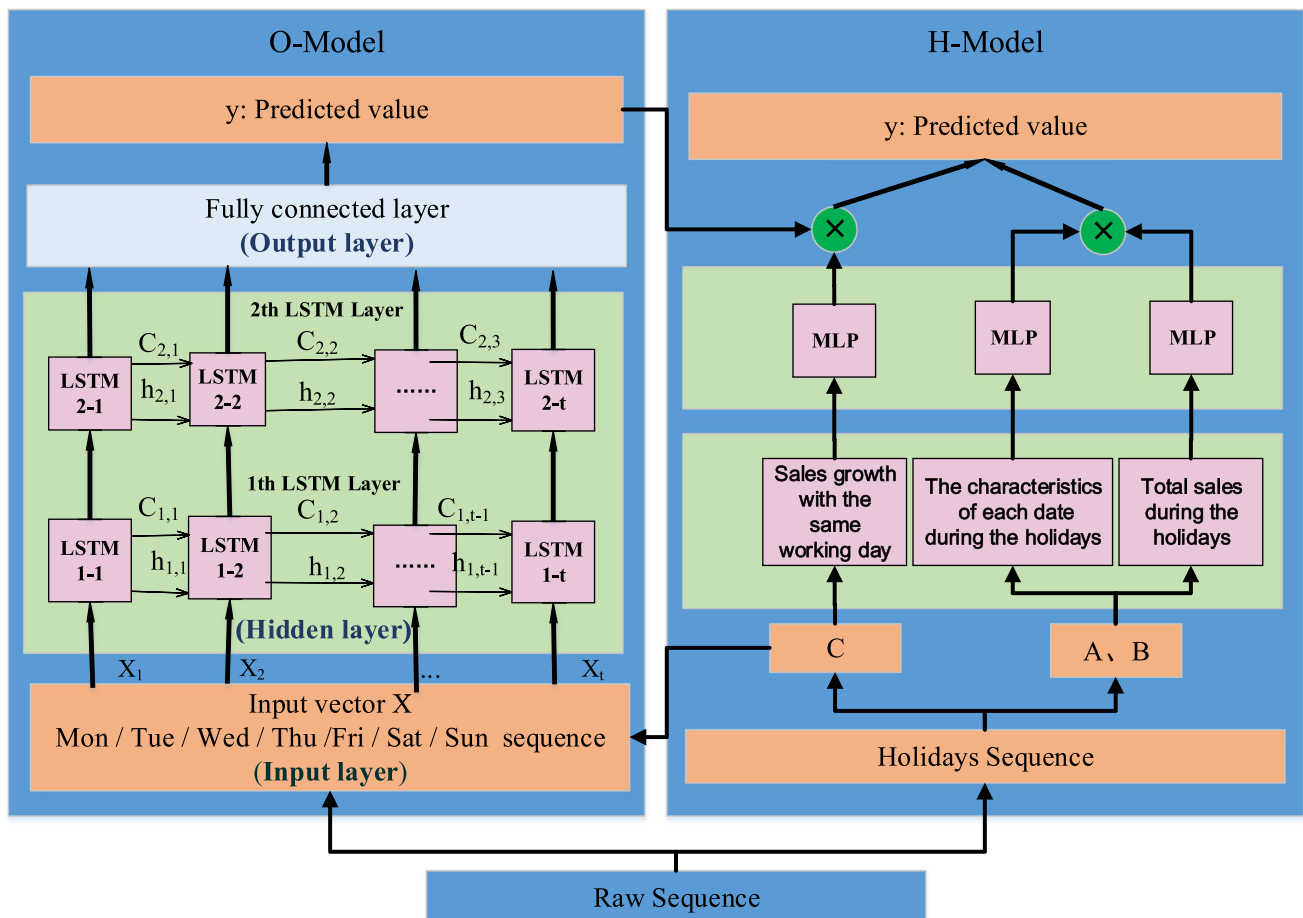 O-Model
y: Predicted value
Fully connected layer
(Output layer)
2th LSTM Layer
C2,1
C2,2
C2,3
LSTM
2-1
LSTM
2-2
......
LSTM
2-t
h2,1
h2,2
h2,3
1th LSTM Layer
C1,1
C1,2
C1,t-1
LSTM
1-1
LSTM
1-2
......
LSTM
1-t
h1,1
h1,2
h1,t-1
(Hidden layer)
X1
X2
...
Xt
Input vector X
Mon / Tue / Wed / Thu /Fri / Sat / Sun sequence
(Input layer)
H-Model
y: Predicted value
×
×
MLP
MLP
MLP
Sales growth
with the
same
working day
The characteristics
of each date
during the holidays
Total sales
during the
holidays
C
A、B
Holidays Sequence
Raw Sequence